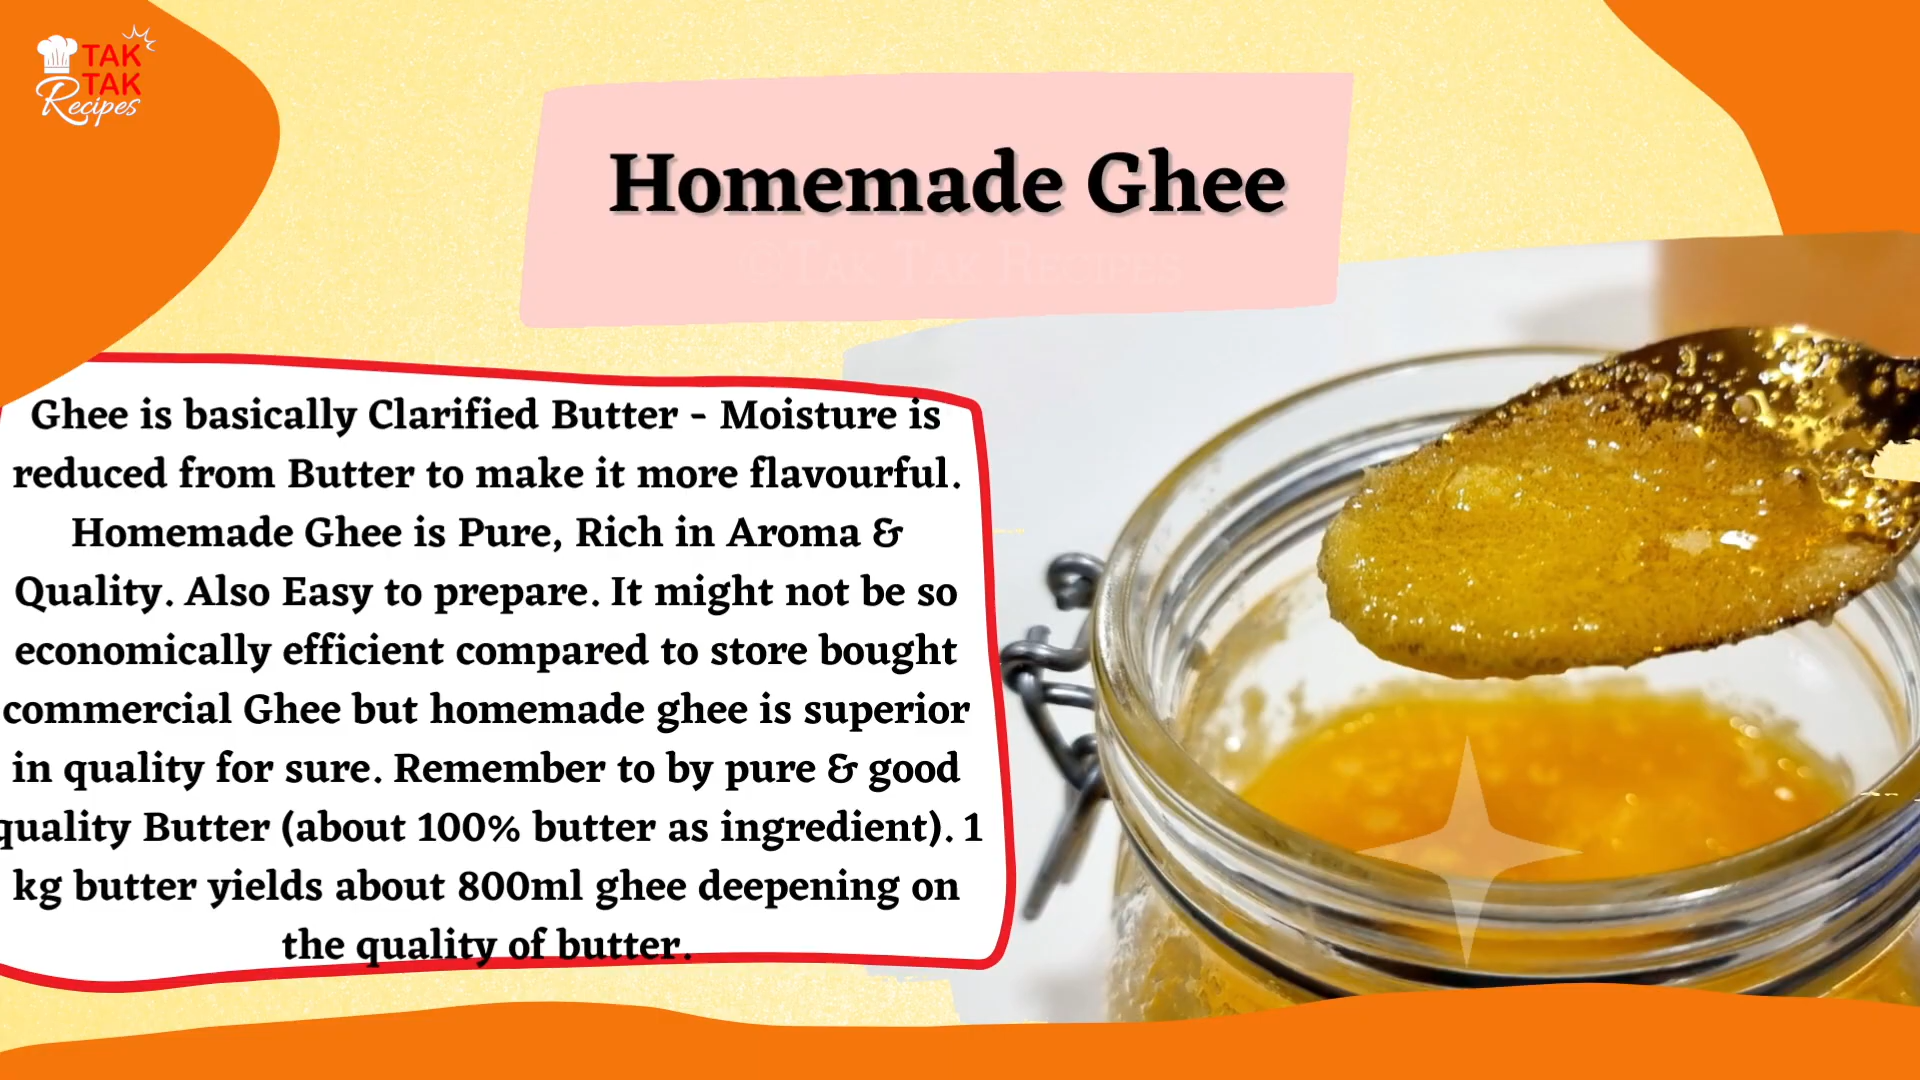 TAK
TAK
Recipes
Homemade Ghee
©Tak Tak Recipes
Ghee is basically Clarified Butter - Moisture is
reduced from Butter to make it more flavourful.
Homemade Ghee is Pure, Rich in Aroma &
Quality. Also Easy to prepare. It might not be so
economically efficient compared to store bought
commercial Ghee but homemade ghee is superior
in quality for sure. Remember to by pure & good
quality Butter (about 100% butter as ingredient). 1
kg butter yields about 800ml ghee deepening on
the quality of butter.